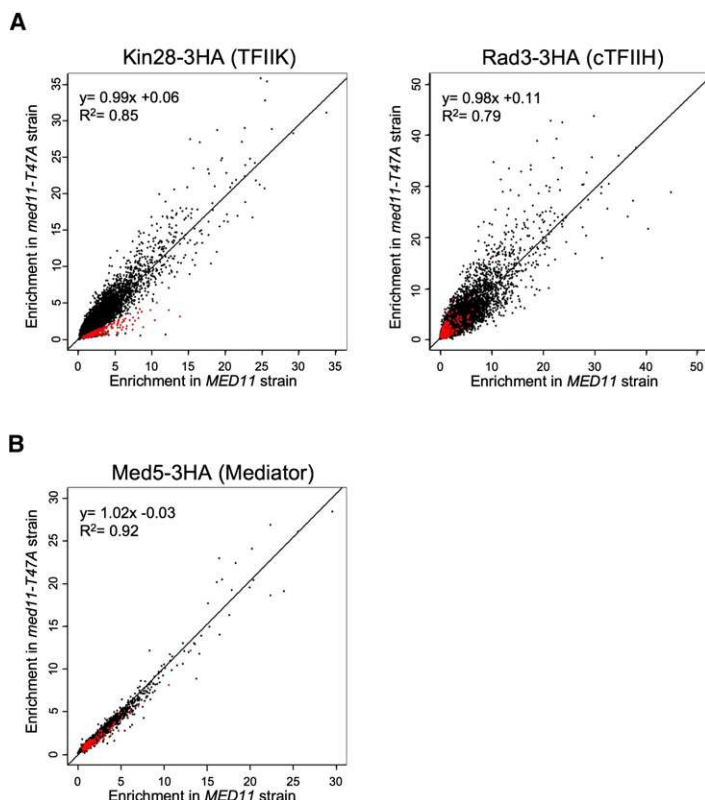 A
Kin28-3HA (TFIIK)
y= 0.99x +0.06
R²= 0.85
Enrichment in med11-T47A strain
0 5 10 15 20 25 30 35
0 5 10 15 20 25 30 35
Enrichment in MED11 strain
Rad3-3HA (cTFIIH)
y= 0.98x +0.11
R²= 0.79
Enrichment in med11-T47A strain
0 10 20 30 40 50
0 10 20 30 40 50
Enrichment in MED11 strain
B
Med5-3HA (Mediator)
y= 1.02x -0.03
R²= 0.92
Enrichment in med11-T47A strain
0 5 10 15 20 25 30
0 5 10 15 20 25 30
Enrichment in MED11 strain